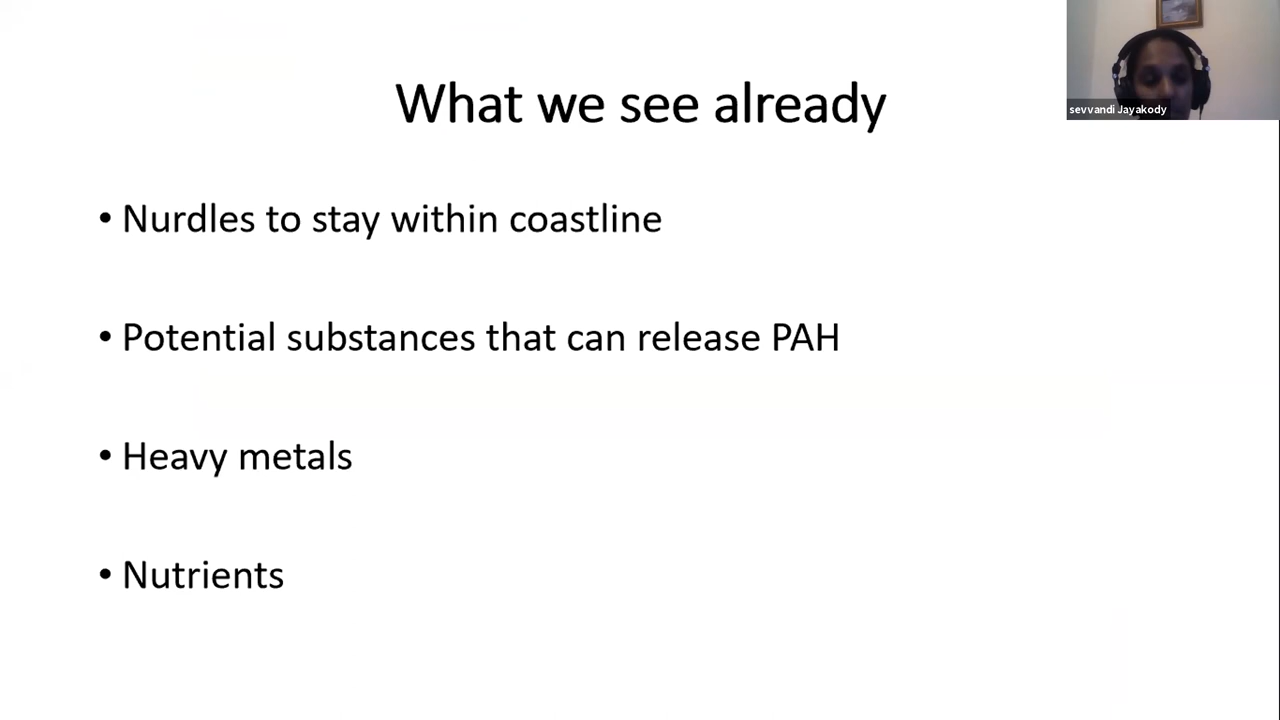 What we see already
sevvandi Jayakody
• Nurdles to stay within coastline
• Potential substances that can release PAH
• Heavy metals
• Nutrients